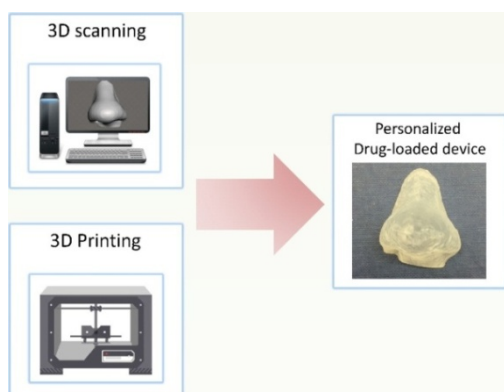 3D scanning
3D Printing
Personalized
Drug-loaded device